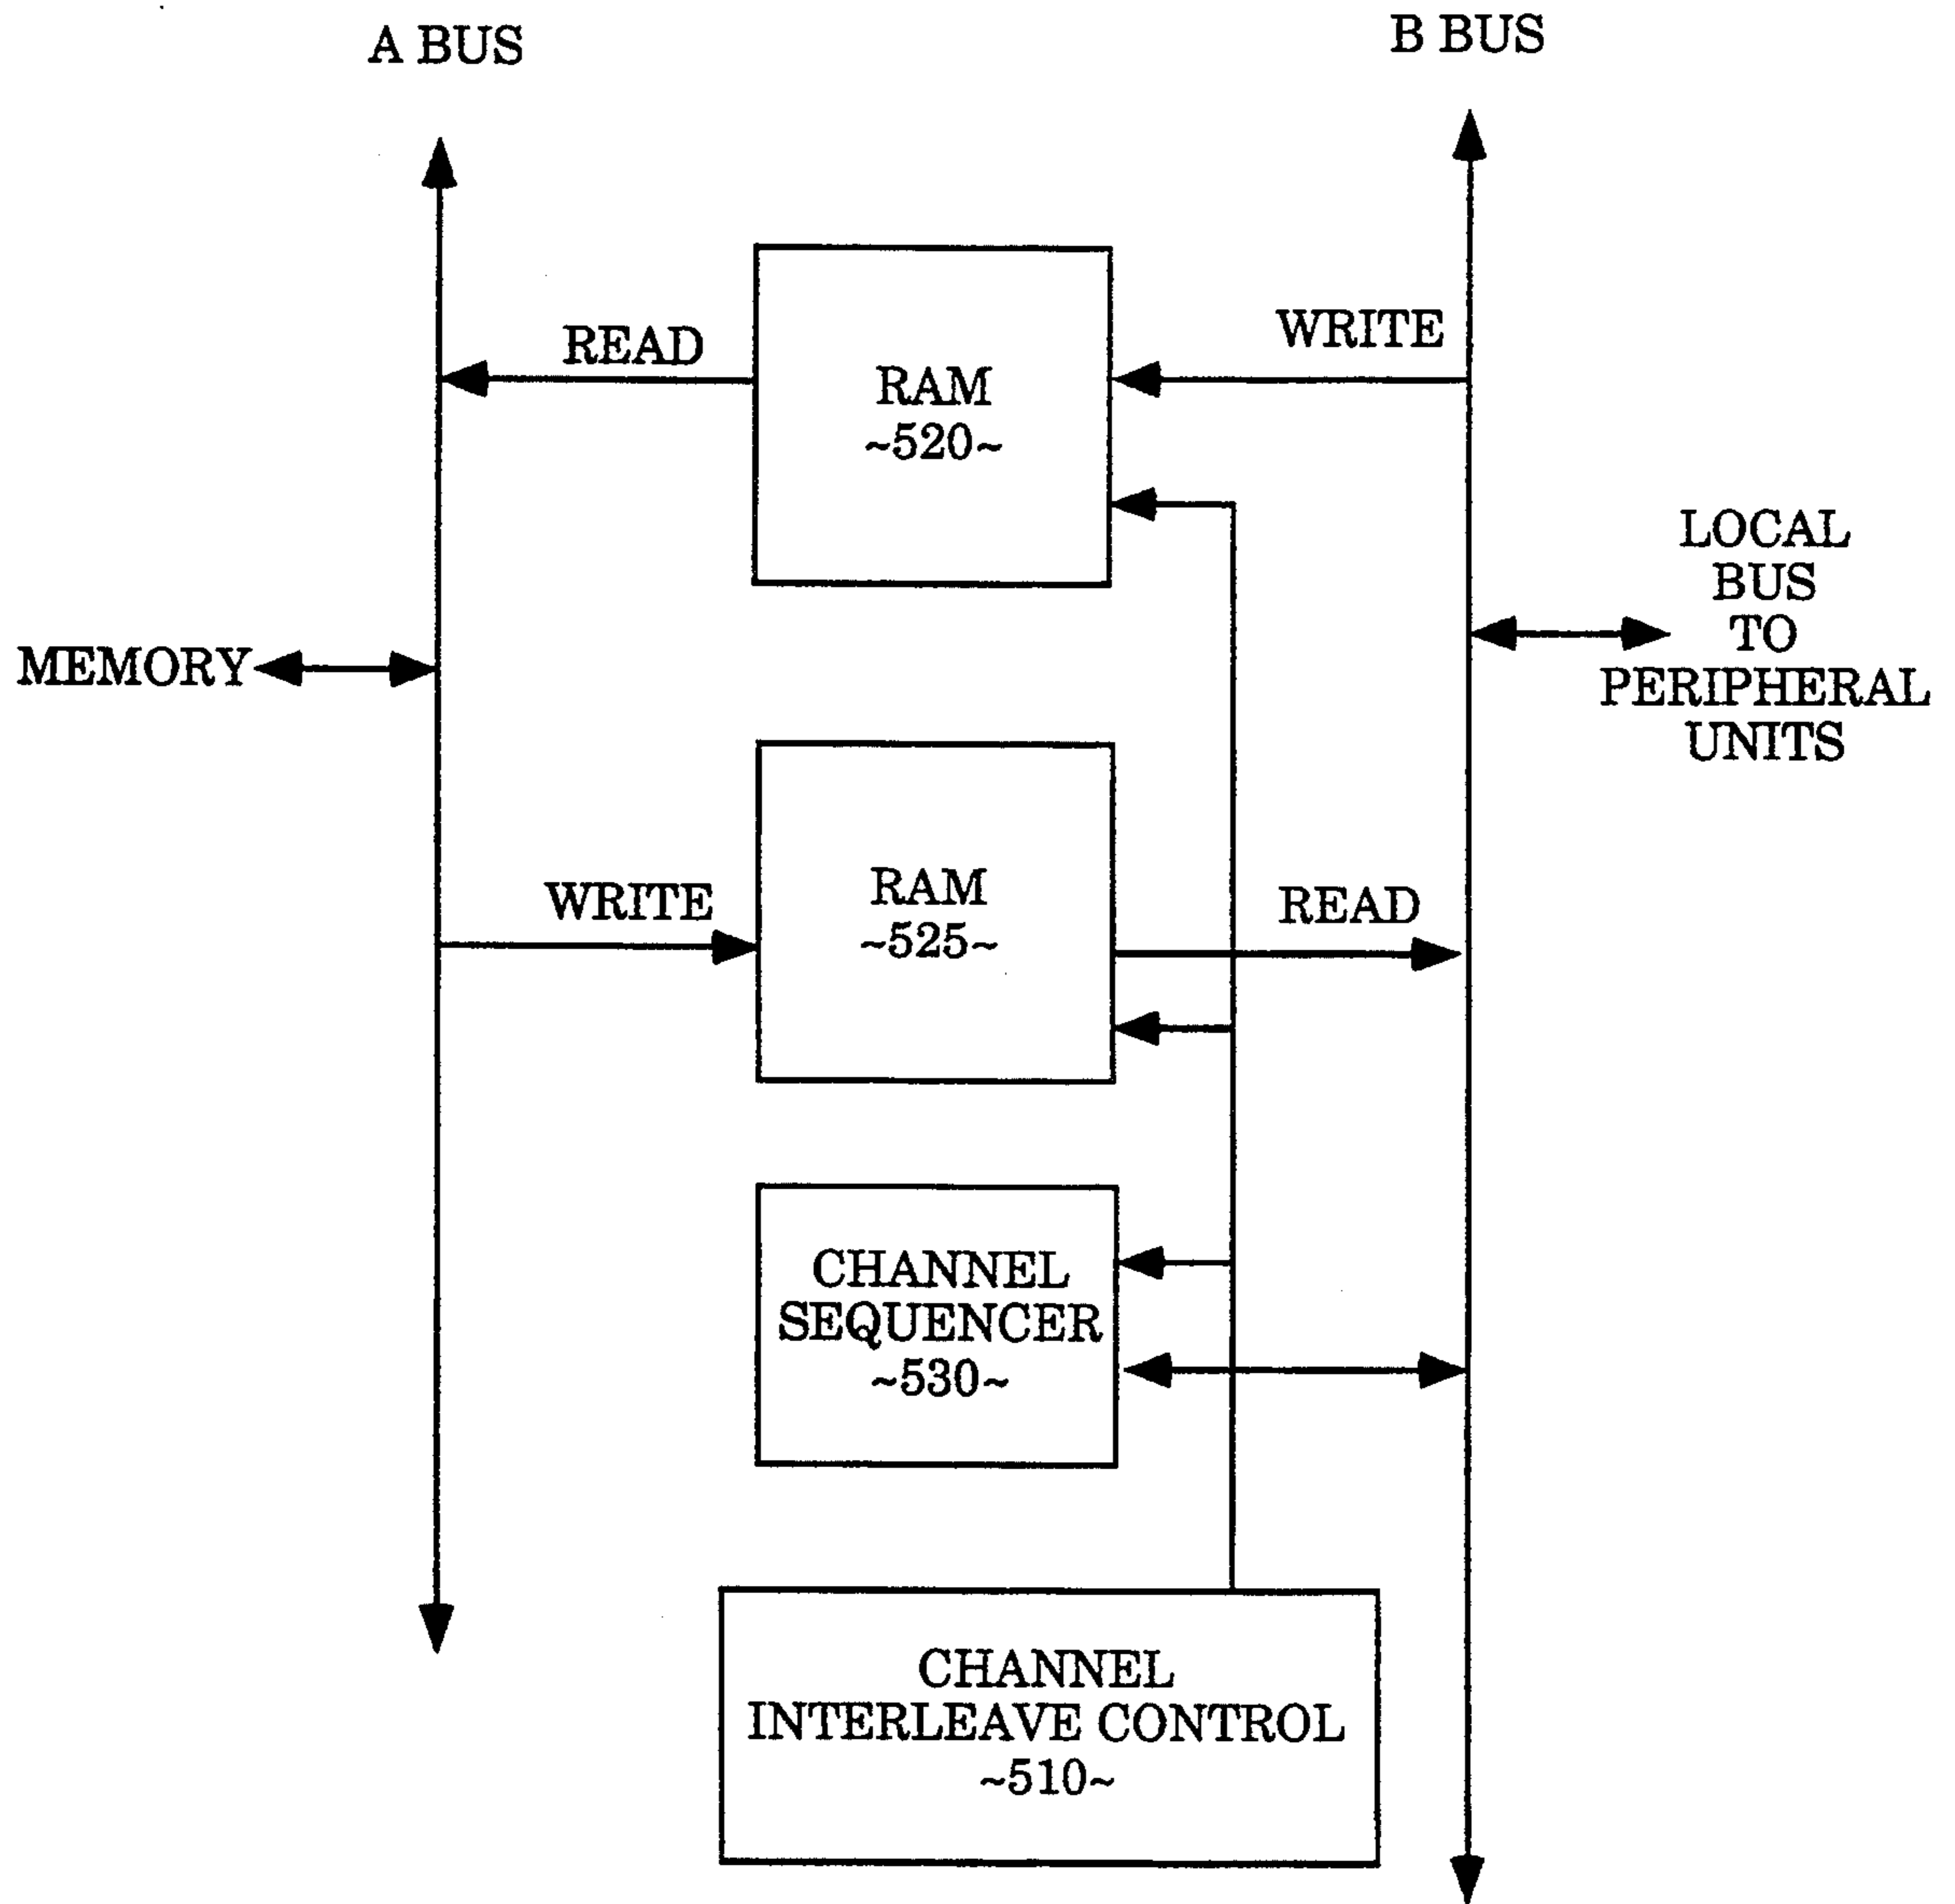 A BUS
B BUS
READ
WRITE
RAM
~520~
LOCAL
BUS
TO
PERIPHERAL
UNITS
MEMORY
WRITE
RAM
~525~
READ
CHANNEL
SEQUENCER
~530~
CHANNEL
INTERLEAVE CONTROL
~510~